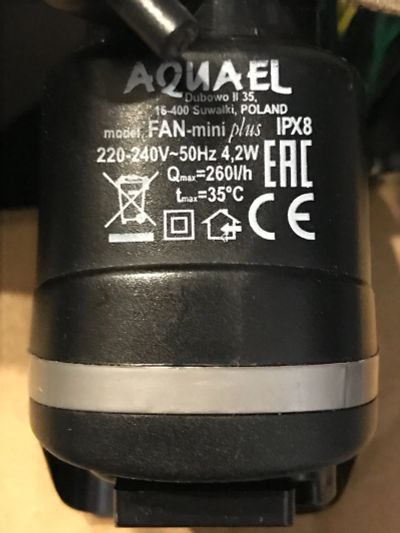 AQUAEL
Dubowo II 35,
16-400 Suwałki, POLAND
model FAN-mini plus IPX8
220-240V~50Hz 4,2W
Qmax=260l/h
tmax=35°C
EAC
CE